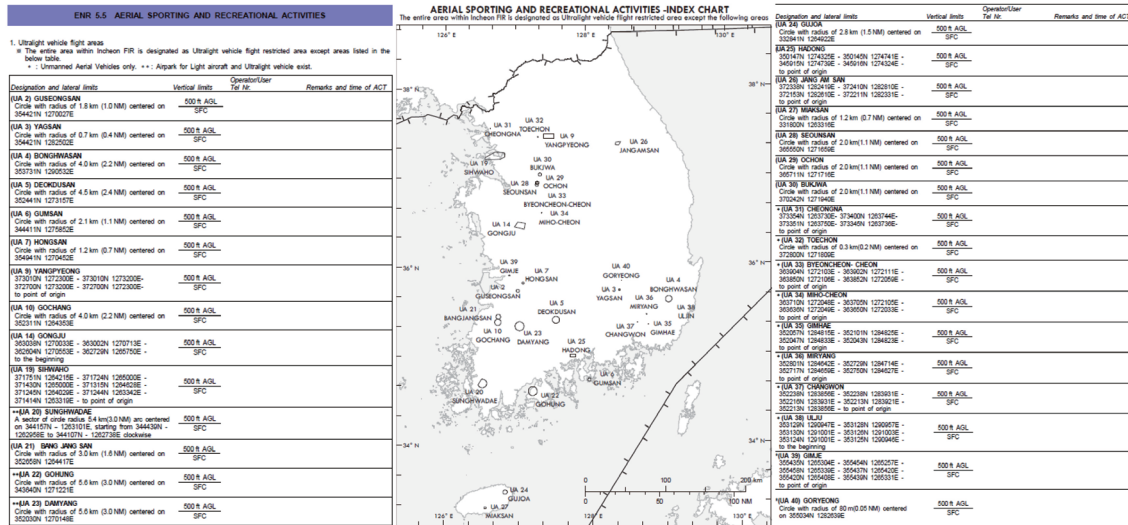 ENR 5.5 AERIAL SPORTING AND RECREATIONAL ACTIVITIES
1. Ultralight vehicle flight areas
※ The entire area within Incheon FIR is designated as Ultralight vehicle flight restricted area except areas listed in the
below table.
* : Unmanned Aerial Vehicles only. ** : Airpark for Light aircraft and Ultralight vehicle exist.
Operator/User
Designation and lateral limits Vertical limits Tel Nr. Remarks and time of ACT
(UA 2) GUSEONGSAN
Circle with radius of 1.8 km (1.0 NM) centered on
354421N 1270027E
500 ft AGL
SFC
(UA 3) YAGSAN
Circle with radius of 0.7 km (0.4 NM) centered on
354421N 1282502E
500 ft AGL
SFC
(UA 4) BONGHWASAN
Circle with radius of 4.0 km (2.2 NM) centered on
353731N 1290532E
500 ft AGL
SFC
(UA 5) DEOKDUSAN
Circle with radius of 4.5 km (2.4 NM) centered on
352441N 1273157E
500 ft AGL
SFC
(UA 6) GUMSAN
Circle with radius of 2.1 km (1.1 NM) centered on
344411N 1275852E
500 ft AGL
SFC
(UA 7) HONGSAN
Circle with radius of 1.2 km (0.7 NM) centered on
354941N 1270452E
500 ft AGL
SFC
(UA 9) YANGPYEONG
373010N 1272300E - 373010N 1273200E-
372700N 1273200E - 372700N 1272300E-
to point of origin
500 ft AGL
SFC
(UA 10) GOCHANG
Circle with radius of 4.0 km (2.2 NM) centered on
352311N 1264353E
500 ft AGL
SFC
(UA 14) GONGJU
363038N 1270033E - 363002N 1270713E-
362604N 1270553E - 362729N 1265750E-
to the beginning
500 ft AGL
SFC
(UA 19) SIHWAHO
371751N 1264215E - 371724N 1265000E -
371430N 1265000E - 371315N 1264628E -
371245N 1264029E - 371244N 1263342E -
371414N 1263319E - to point of origin
500 ft AGL
SFC
**(UA 20) SUNGHWADAE
A sector of circle radius 5.4 km(3.0 NM) arc centered
on 344157N - 1263101E, starting from 344439N -
1262958E to 344107N - 1262738E clockwise
500 ft AGL
SFC
(UA 21) BANG JANG SAN
Circle with radius of 3.0 km (1.6 NM) centered on
352658N 1264417E
500 ft AGL
SFC
**(UA 22) GOHUNG
Circle with radius of 5.6 km (3.0 NM) centered on
343640N 1271221E
500 ft AGL
SFC
**(UA 23) DAMYANG
Circle with radius of 5.6 km (3.0 NM) centered on
352030N 1270148E
500 ft AGL
SFC
AERIAL SPORTING AND RECREATIONAL ACTIVITIES -INDEX CHART
The entire area within Incheon FIR is designated as Ultralight vehicle flight restricted area except the following areas
126°E
128°E
130°E
38°N
38°N
UA 31
CHEONGNA
UA 32
TOECHON
UA 9
YANGPYEONG
UA 26
JANGAMSAN
UA 19
SIHWAHO
UA 30
BUKJWA
UA 28
SEOUNSAN
UA 29
OCHON
UA 33
BYEONCHEON-CHEON
UA 34
MIHO-CHEON
UA 14
GONGJU
36°N
36°N
UA 39
GIMJE
UA 7
HONGSAN
UA 40
GORYEONG
UA 2
GUSEONGSAN
UA 3
YAGSAN
UA 4
BONGHWASAN
UA 36
MIRYANG
UA 38
ULJIN
UA 21
BANGJANGSAN
UA 5
DEOKDUSAN
UA 10
GOCHANG
UA 23
DAMYANG
UA 37
CHANGWON
UA 35
GIMHAE
UA 25
HADONG
UA 6
GUMSAN
UA 20
SUNGHWADAE
UA 22
GOHUNG
34°N
34°N
UA 24
GUJOA
UA 27
MIAKSAN
0 100 200 km
0 50 100 NM
126°E
128°E
130°E
Operator/User
Designation and lateral limits Vertical limits Tel Nr. Remarks and time of ACT
(UA 24) GUJOA
Circle with radius of 2.8 km (1.5 NM) centered on
332841N 1264922E
500 ft AGL
SFC
(UA25) HADONG
350147N 1274325E - 350145N 1274741E -
345915N 1274739E - 345916N 1274324E -
to point of origin
500 ft AGL
SFC
(UA 26) JANG AM SAN
372338N 1282419E - 372410N 1282810E -
372153N 1282610E - 372211N 1282331E -
to point of origin
500 ft AGL
SFC
(UA 27) MIAKSAN
Circle with radius of 1.2 km (0.7 NM) centered on
331800N 1263316E
500 ft AGL
SFC
(UA 28) SEOUNSAN
Circle with radius of 2.0 km(1.1 NM) centered on
365550N 1271659E
500 ft AGL
SFC
(UA 29) OCHON
Circle with radius of 2.0 km(1.1 NM) centered on
365711N 1271716E
500 ft AGL
SFC
(UA 30) BUKJWA
Circle with radius of 2.0 km(1.1 NM) centered on
370242N 1271940E
500 ft AGL
SFC
* (UA 31) CHEONGNA
373354N 1263730E- 373400N 1263744E-
373351N 1263750E- 373345N 1263736E-
to point of origin
500 ft AGL
SFC
* (UA 32) TOECHON
Circle with radius of 0.3 km(0.2 NM) centered on
372800N 1271809E
500 ft AGL
SFC
* (UA 33) BYEONCHEON- CHEON
363904N 1272103E - 363902N 1272111E -
363850N 1272106E - 363852N 1272059E -
to point of origin
500 ft AGL
SFC
* (UA 34) MIHO-CHEON
363710N 1272048E - 363705N 1272105E -
363636N 1272049E - 363650N 1272033E -
to point of origin
500 ft AGL
SFC
* (UA 35) GIMHAE
352057N 1284815E - 352101N 1284825E -
352047N 1284833E - 352043N 1284823E -
to point of origin
500 ft AGL
SFC
* (UA 36) MIRYANG
352801N 1284642E - 352729N 1284714E -
352717N 1284659E - 352750N 1284627E -
to point of origin
500 ft AGL
SFC
* (UA 37) CHANGWON
352238N 1283856E - 352238N 1283931E -
352216N 1283931E - 352213N 1283921E -
352213N 1283856E - to point of origin
500 ft AGL
SFC
* (UA 38) ULJU
353129N 1290947E - 353128N 1290957E -
353130N 1291001E - 353126N 1291003E -
353124N 1291001E - 353125N 1290946E -
to the beginning
500 ft AGL
SFC
*(UA 39) GIMJE
355435N 1265304E - 355454N 1265257E -
355458N 1265339E - 355437N 1265420E -
355420N 1265408E - 355439N 1265331E -
to point of origin
500 ft AGL
SFC
*(UA 40) GORYEONG
Circle with radius of 80 m(0.05 NM) centered
on 355034N 1282639E
500 ft AGL
SFC